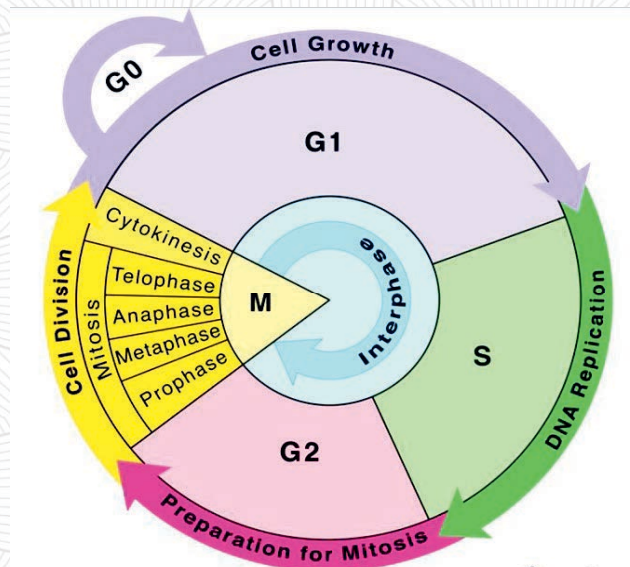 G0
Cell Growth
G1
Cytokinesis
Telophase
Anaphase
Metaphase
Prophase
Mitosis
Cell Division
M
Interphase
S
DNA Replication
G2
Preparation for Mitosis